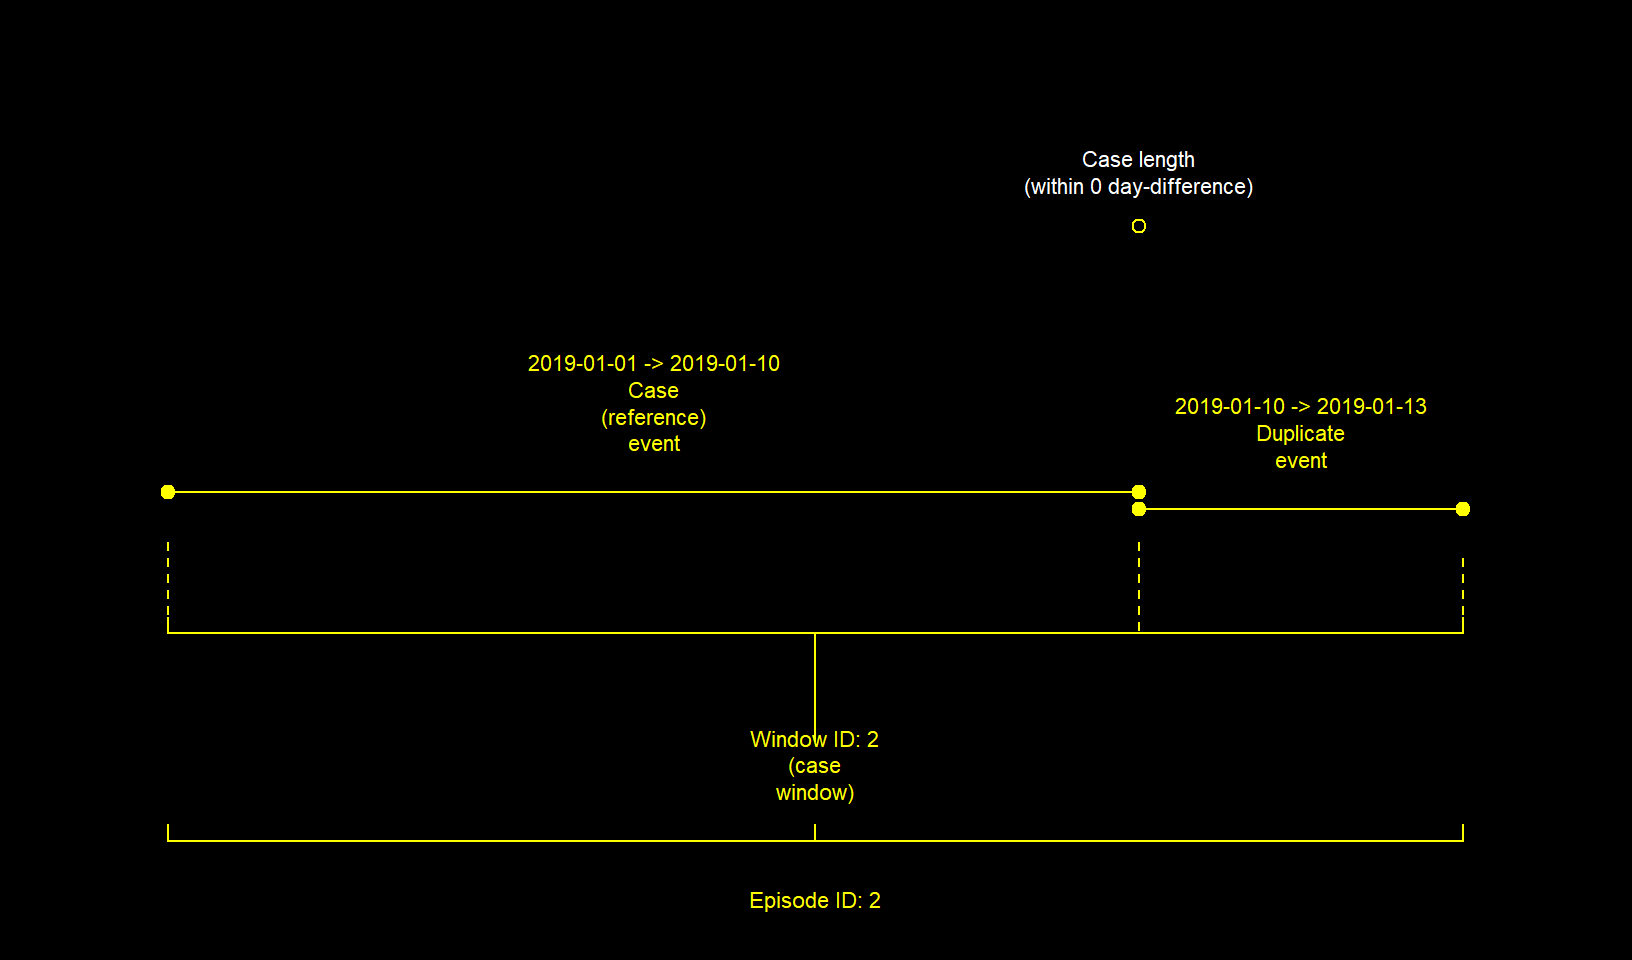 Case length
(within 0 day-difference)
2019-01-01 -> 2019-01-10
Case
(reference)
event
2019-01-10 -> 2019-01-13
Duplicate
event
Window ID: 2
(case
window)
Episode ID: 2